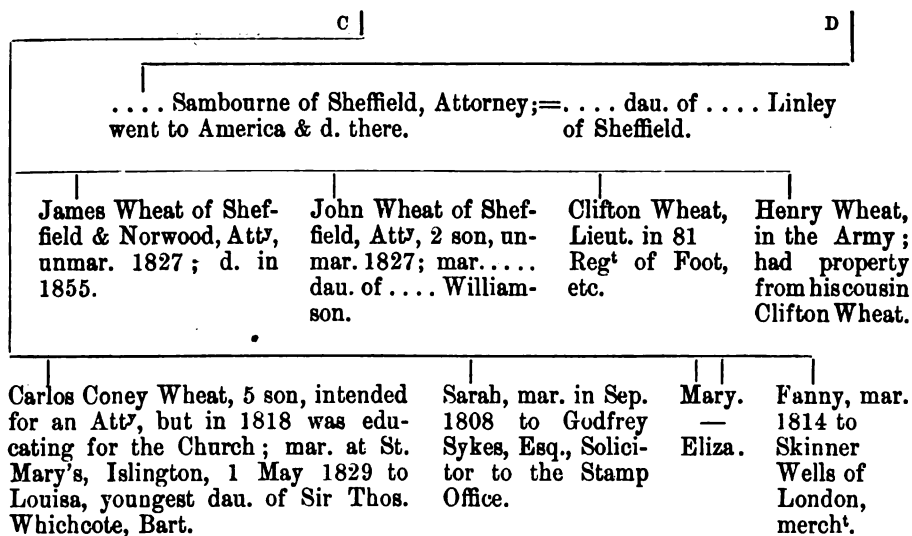 C D
.... Sambourne of Sheffield, Attorney;=.... dau. of .... Linley
went to America & d. there. of Sheffield.
James Wheat of Shef-
field & Norwood, Attʸ,
unmar. 1827 ; d. in
1855.
John Wheat of Shef-
field, Attʸ, 2 son, un-
mar. 1827; mar.....
dau. of .... William-
son.
Clifton Wheat,
Lieut. in 81
Regᵗ of Foot,
etc.
Henry Wheat,
in the Army ;
had property
from his cousin
Clifton Wheat.
Carlos Coney Wheat, 5 son, intended
for an Attʸ, but in 1818 was edu-
cating for the Church ; mar. at St.
Mary's, Islington, 1 May 1829 to
Louisa, youngest dau. of Sir Thos.
Whichcote, Bart.
Sarah, mar. in Sep.
1808 to Godfrey
Sykes, Esq., Solici-
tor to the Stamp
Office.
Mary.
—
Eliza.
Fanny, mar.
1814 to
Skinner
Wells of
London,
merchᵗ.